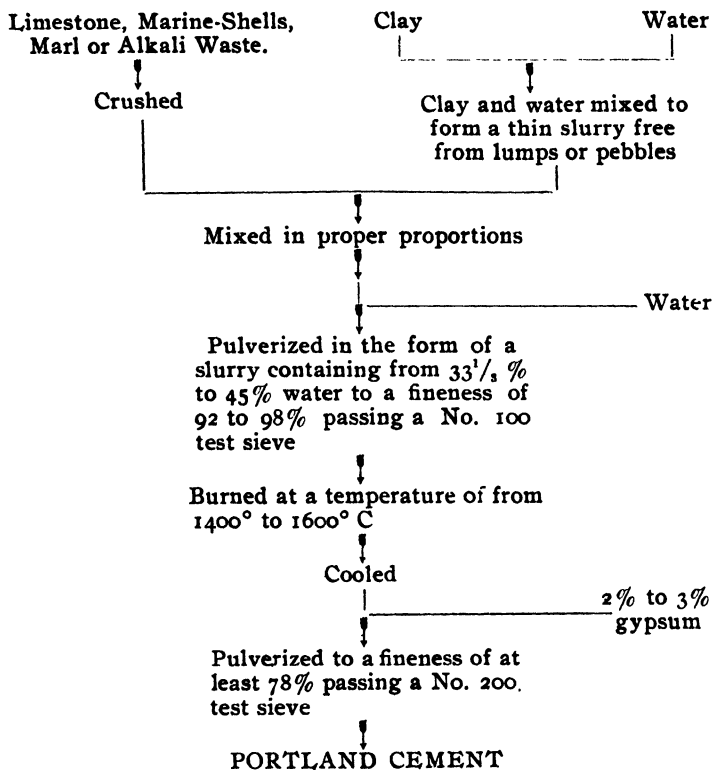 Limestone, Marine-Shells,
Marl or Alkali Waste.
Clay
Water
Crushed
Clay and water mixed to
form a thin slurry free
from lumps or pebbles
Mixed in proper proportions
Water
Pulverized in the form of a
slurry containing from 33¹/₃ %
to 45% water to a fineness of
92 to 98% passing a No. 100
test sieve
Burned at a temperature of from
1400° to 1600° C
Cooled
2% to 3%
gypsum
Pulverized to a fineness of at
least 78% passing a No. 200.
test sieve
PORTLAND CEMENT